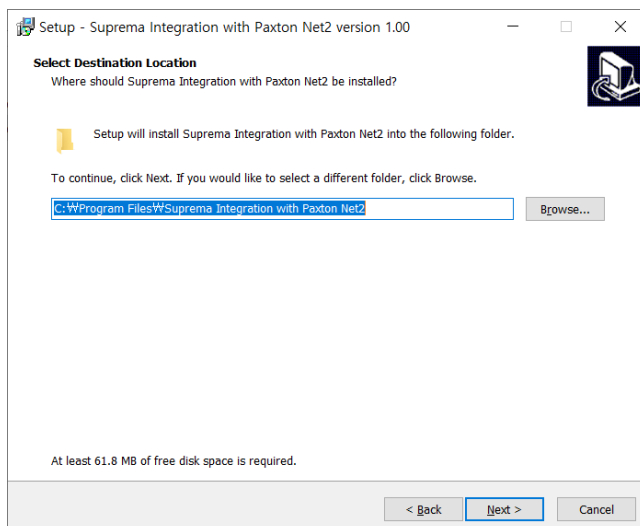 Setup - Suprema Integration with Paxton Net2 version 1.00
Select Destination Location
Where should Suprema Integration with Paxton Net2 be installed?
Setup will install Suprema Integration with Paxton Net2 into the following folder.
To continue, click Next. If you would like to select a different folder, click Browse.
C:₩Program Files₩Suprema Integration with Paxton Net2
Browse...
At least 61.8 MB of free disk space is required.
< Back
Next >
Cancel